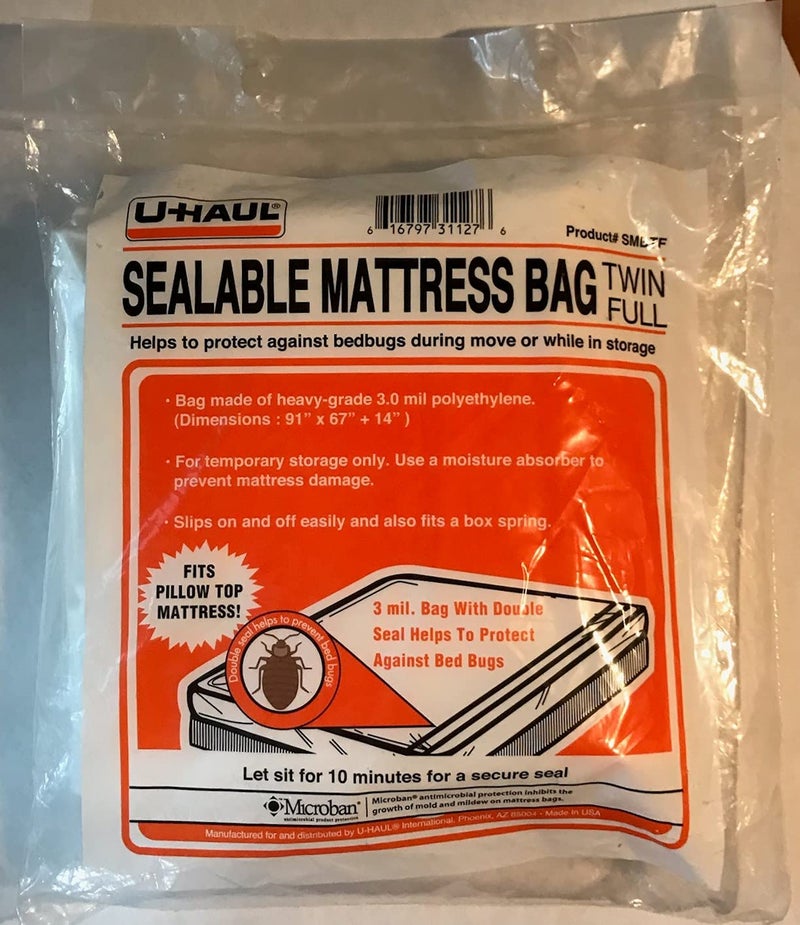 U-HAUL®
6 16797 31127 6
Product#
SEALABLE MATTRESS BAG TWIN FULL
Helps to protect against bedbugs during move or while in storage
· Bag made of heavy-grade 3.0 mil polyethylene.
(Dimensions : 91” x 67” + 14” )
· For temporary storage only. Use a moisture absorber to
prevent mattress damage.
· Slips on and off easily and also fits a box spring.
FITS
PILLOW TOP
MATTRESS!
Double seal helps to prevent bed bugs
3 mil. Bag With Double
Seal Helps To Protect
Against Bed Bugs
Let sit for 10 minutes for a secure seal
Microban®
antimicrobial product protection
Microban® antimicrobial protection inhibits the
growth of mold and mildew on mattress bags.
Manufactured for and distributed by U-HAUL® International, Phoenix, AZ 85004 · Made in USA